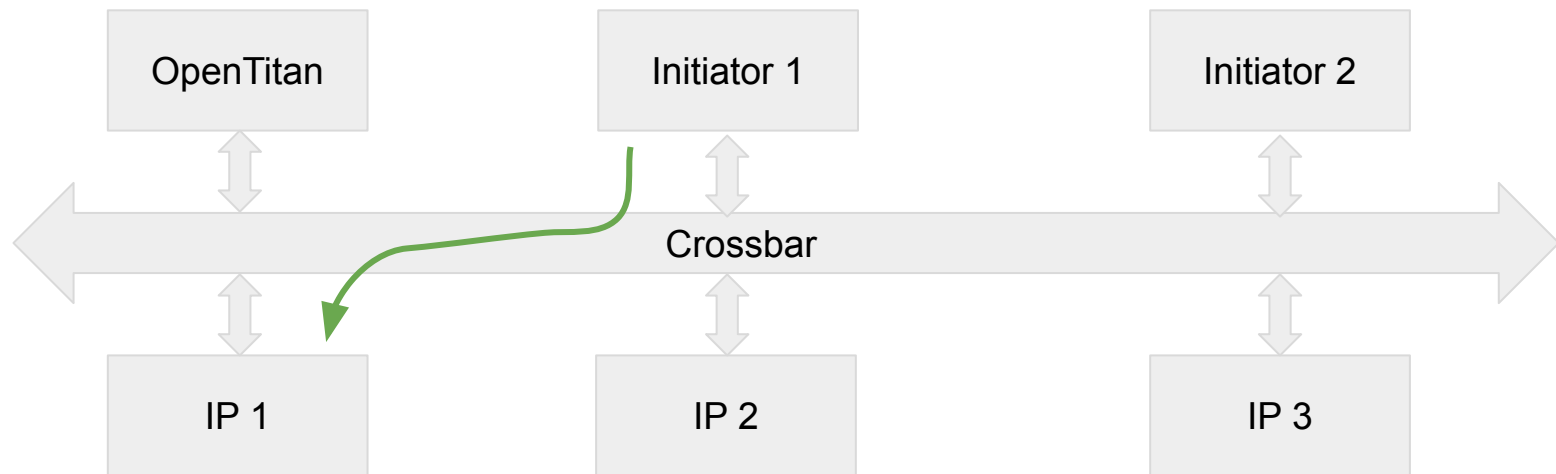 OpenTitan
Initiator 1
Initiator 2
Crossbar
IP 1
IP 2
IP 3